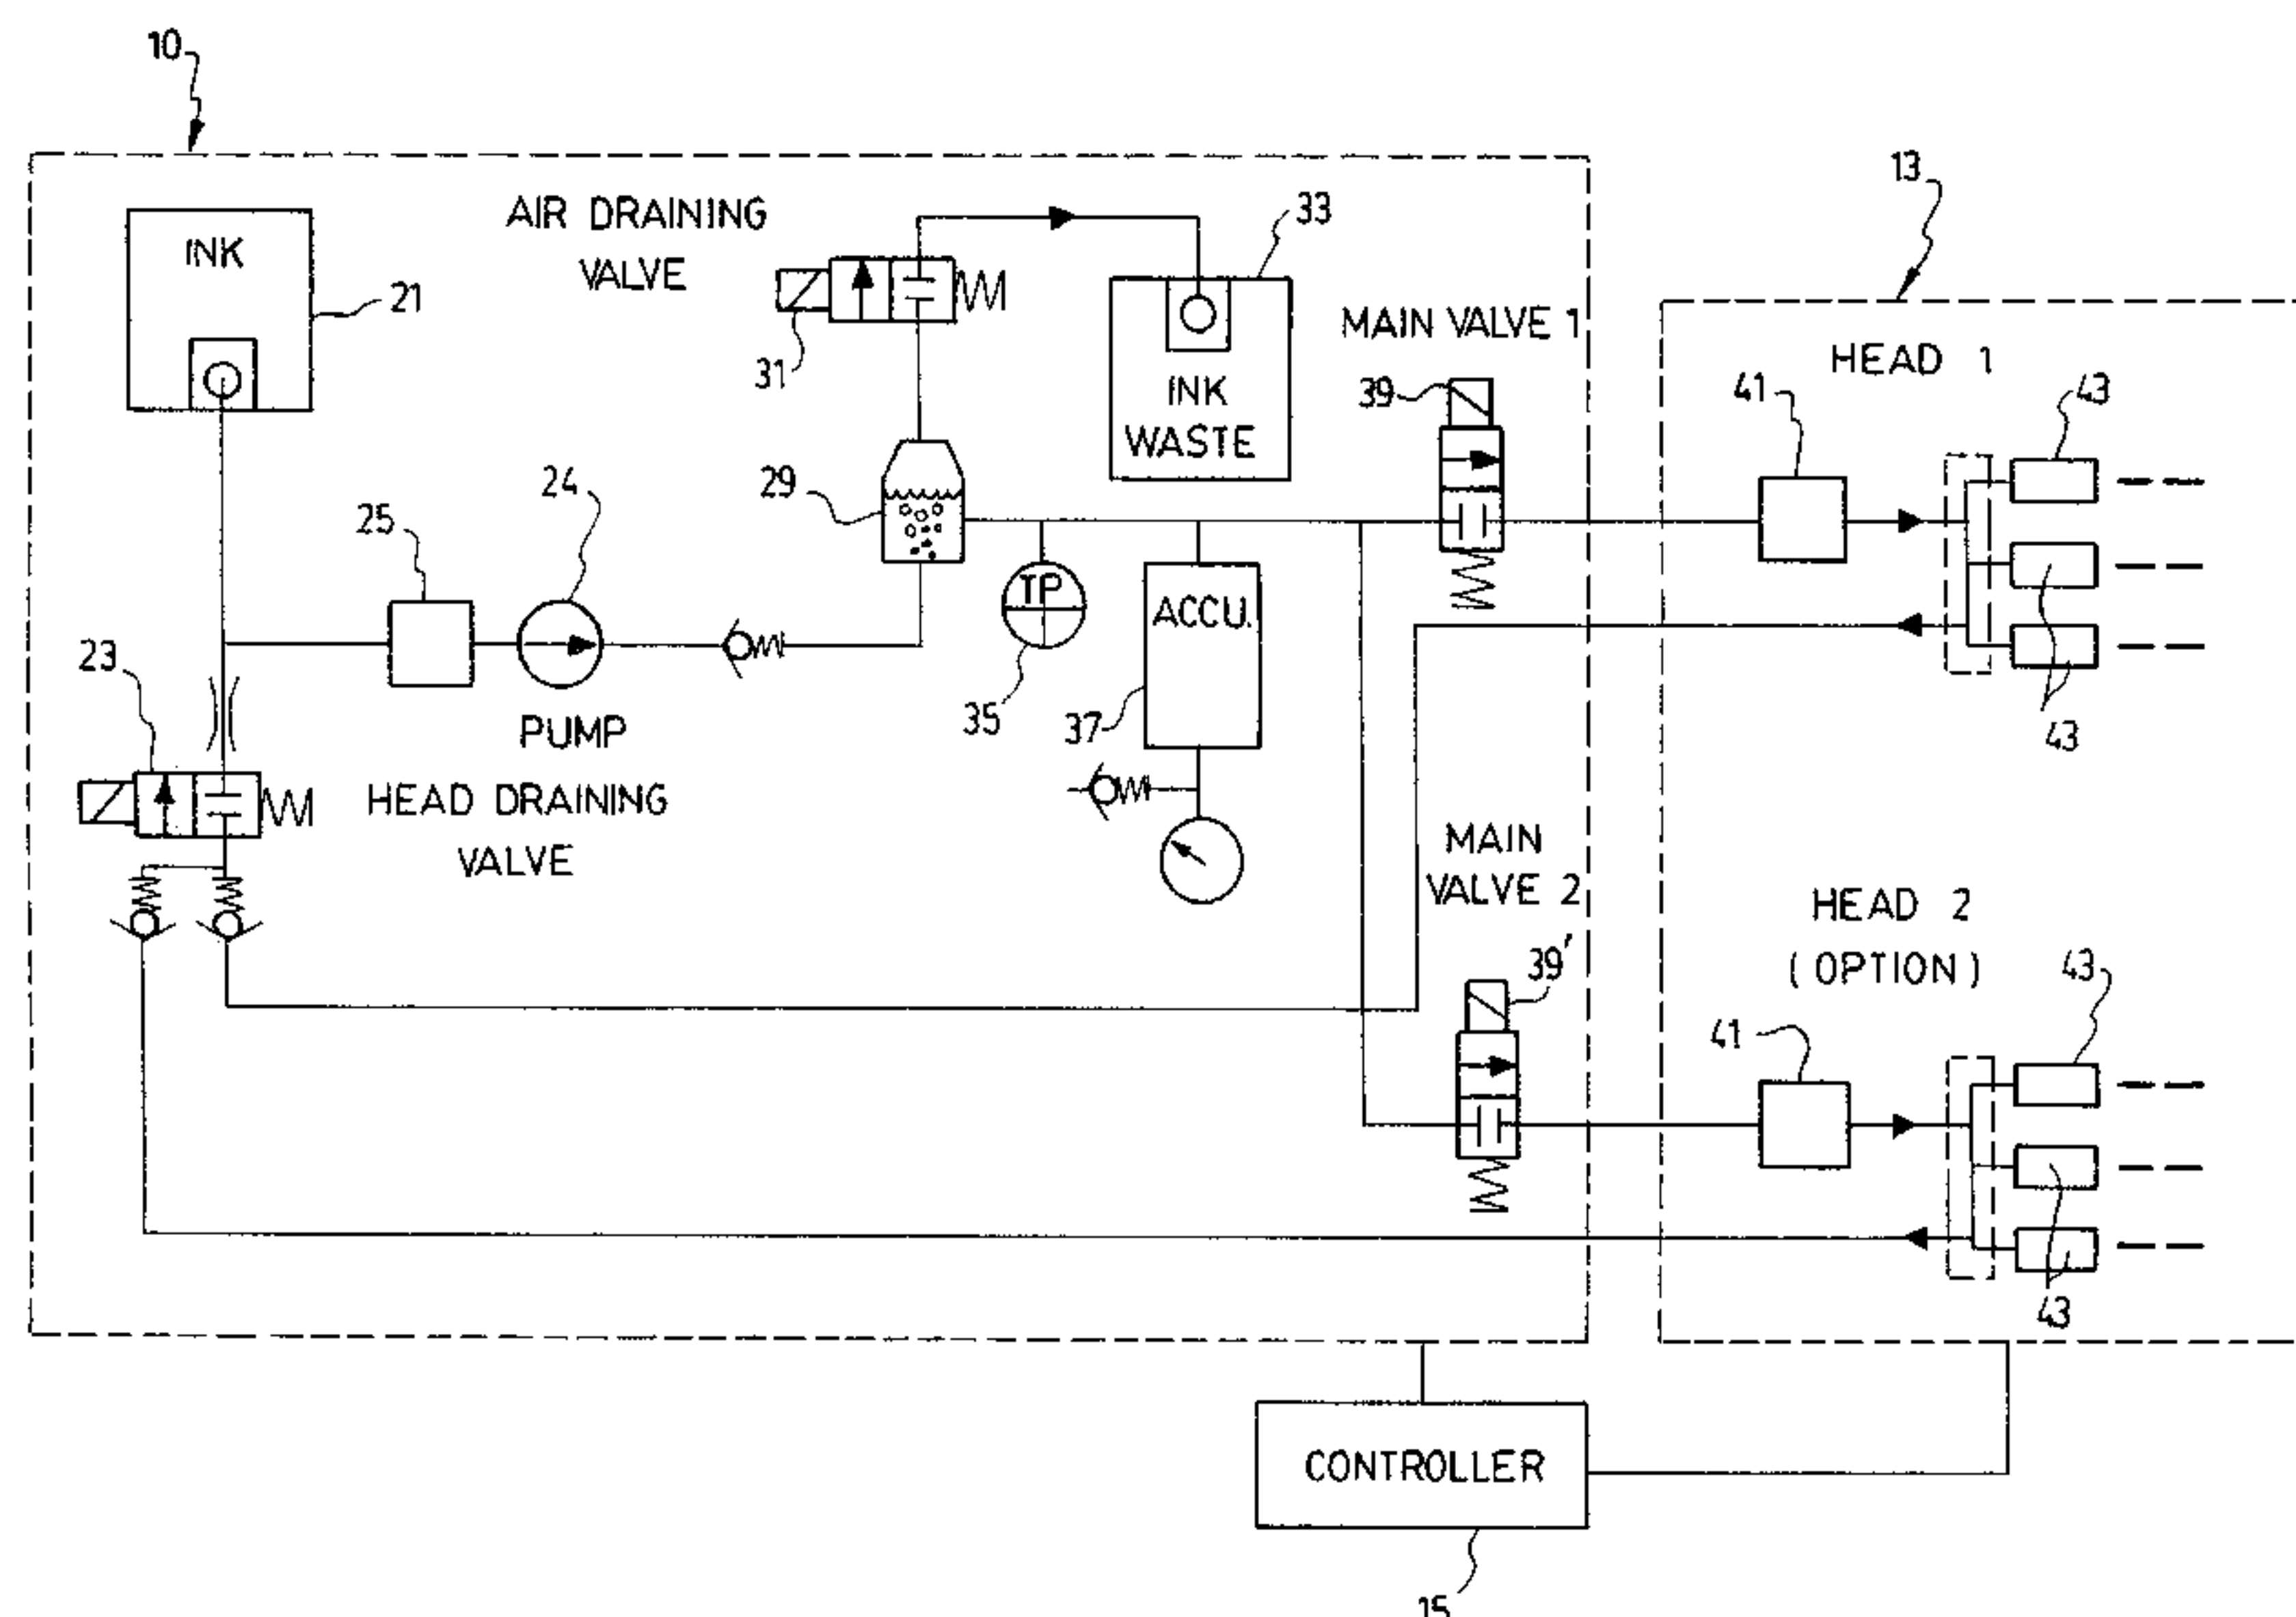 10
13
INK
21
AIR DRAINING
VALVE
31
33
INK
WASTE
MAIN VALVE 1
39
HEAD 1
41
43
29
24
25
TP
35
ACCU.
37
43
23
PUMP
HEAD DRAINING
VALVE
MAIN
VALVE 2
39'
HEAD 2
(OPTION)
41
43
43
CONTROLLER
15